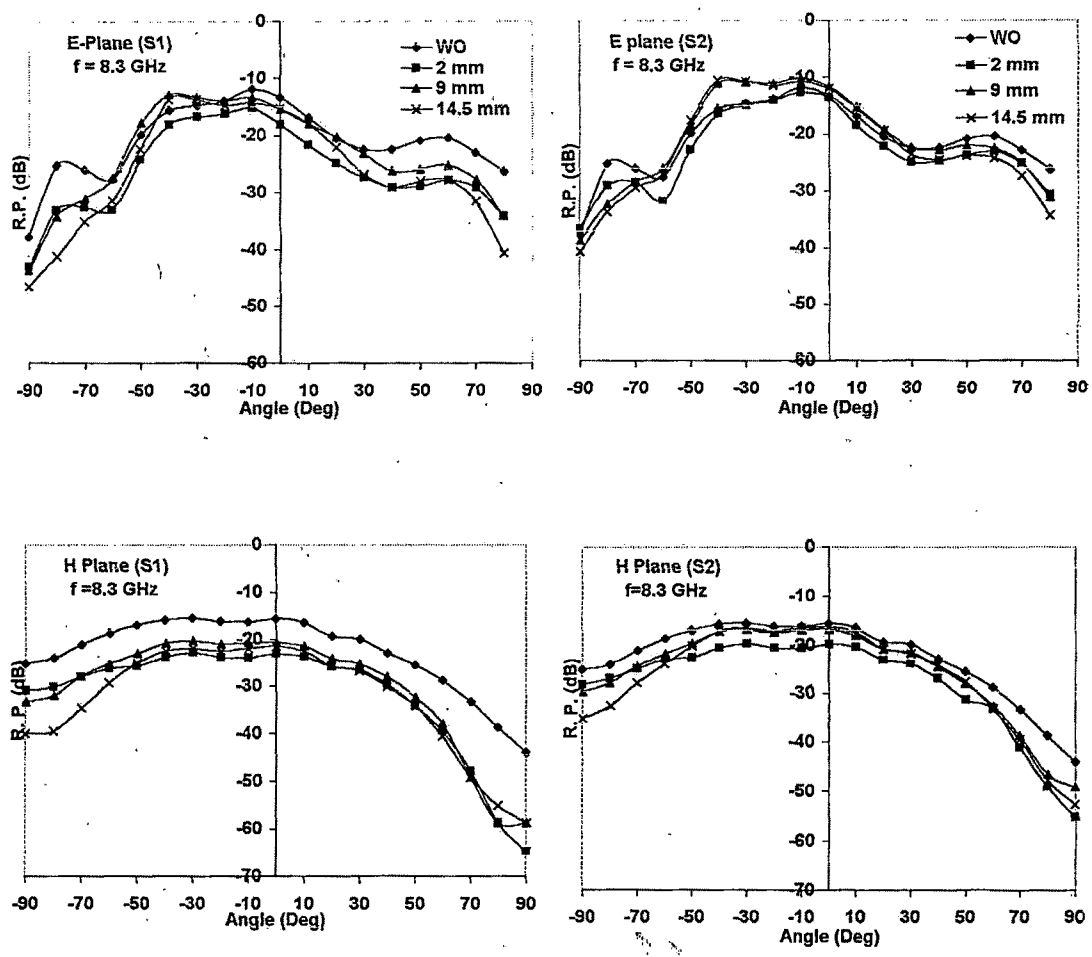 E-Plane (S1)
f = 8.3 GHz
WO
2 mm
9 mm
14.5 mm
R.P. (dB)
0
-10
-20
-30
-40
-50
-60
-90 -70 -50 -30 -10 10 30 50 70 90
Angle (Deg)
E plane (S2)
f = 8.3 GHz
WO
2 mm
9 mm
14.5 mm
R.P. (dB)
0
-10
-20
-30
-40
-50
-60
-90 -70 -50 -30 -10 10 30 50 70 90
Angle (Deg)
H Plane (S1)
f =8.3 GHz
R. P. (dB)
0
-10
-20
-30
-40
-50
-60
-70
-90 -70 -50 -30 -10 10 30 50 70 90
Angle (Deg)
H Plane (S2)
f=8.3 GHz
R. P. (dB)
0
-10
-20
-30
-40
-50
-60
-70
-90 -70 -50 -30 -10 10 30 50 70 90
Angle (Deg)